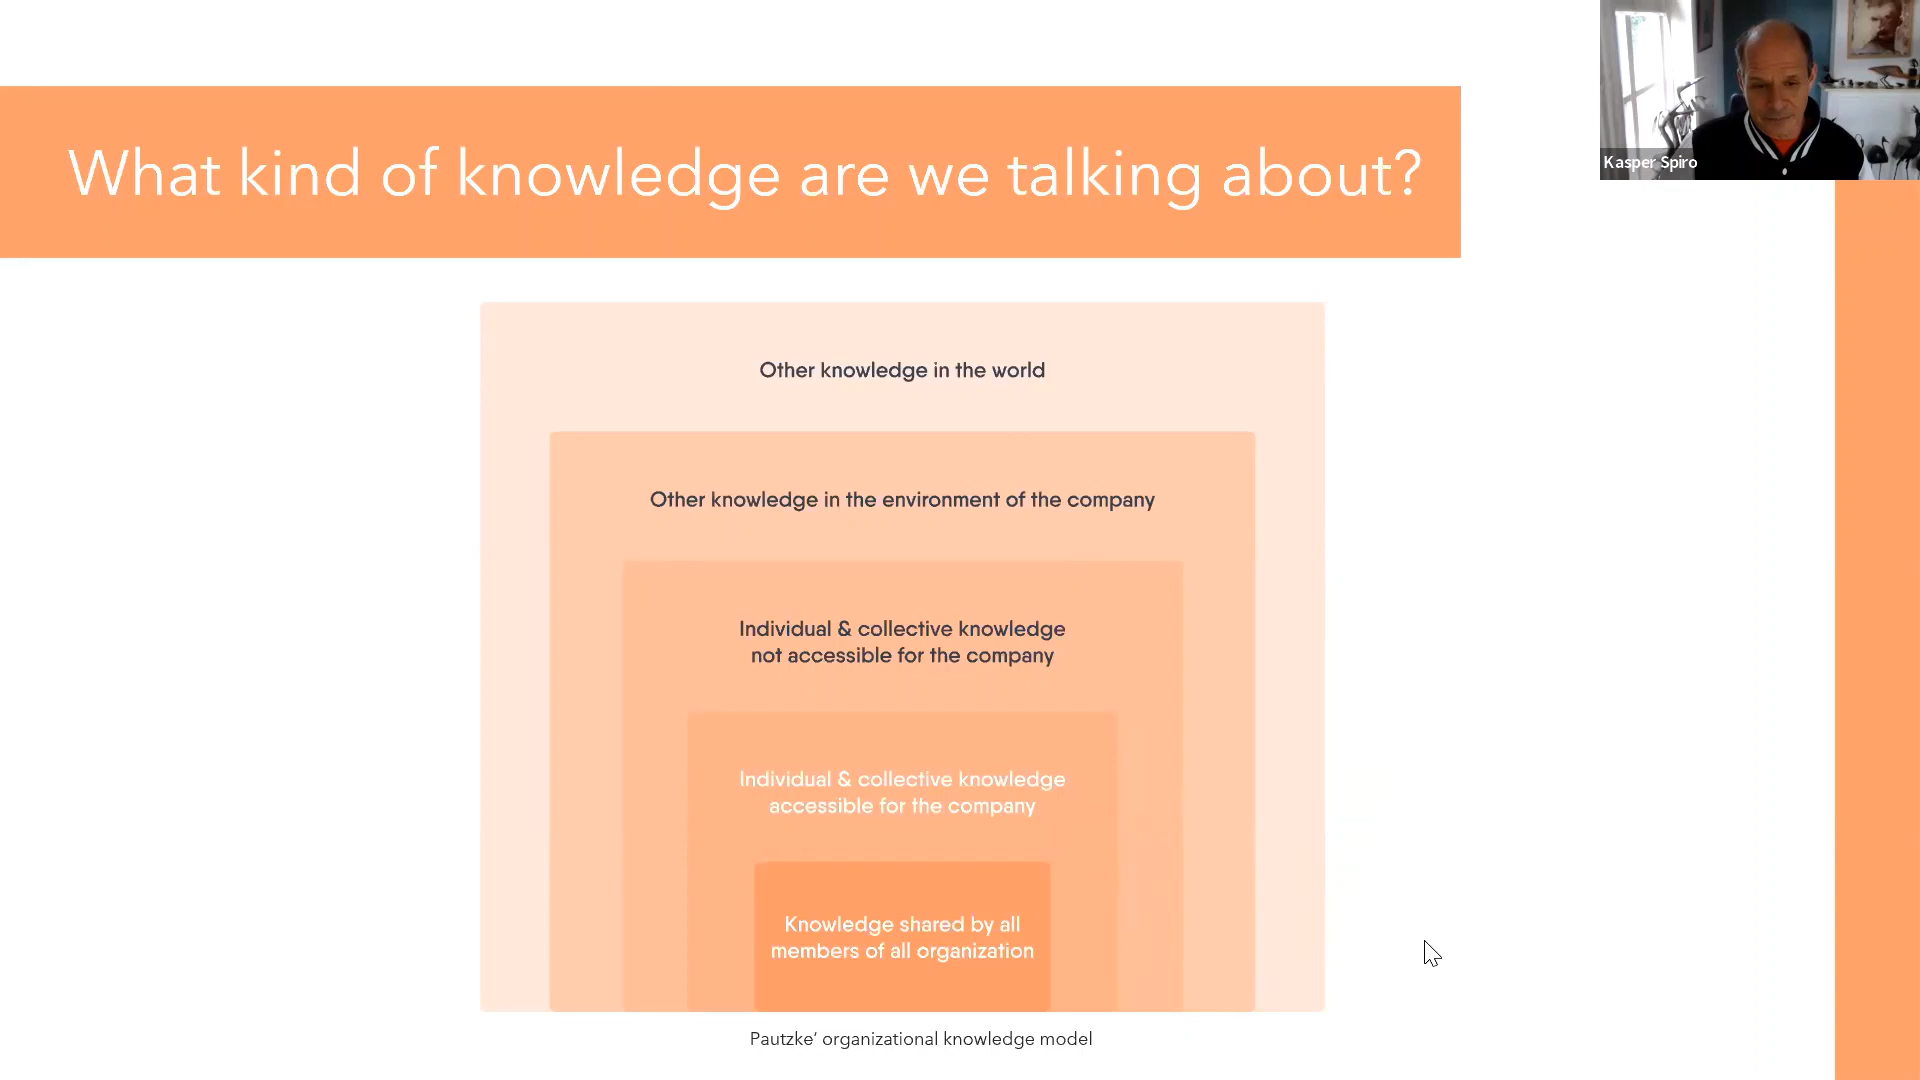 What kind of knowledge are we talking about?
Kasper Spiro
Other knowledge in the world
Other knowledge in the environment of the company
Individual & collective knowledge
not accessible for the company
Individual & collective knowledge
accessible for the company
Knowledge shared by all
members of all organization
Pautzke’ organizational knowledge model